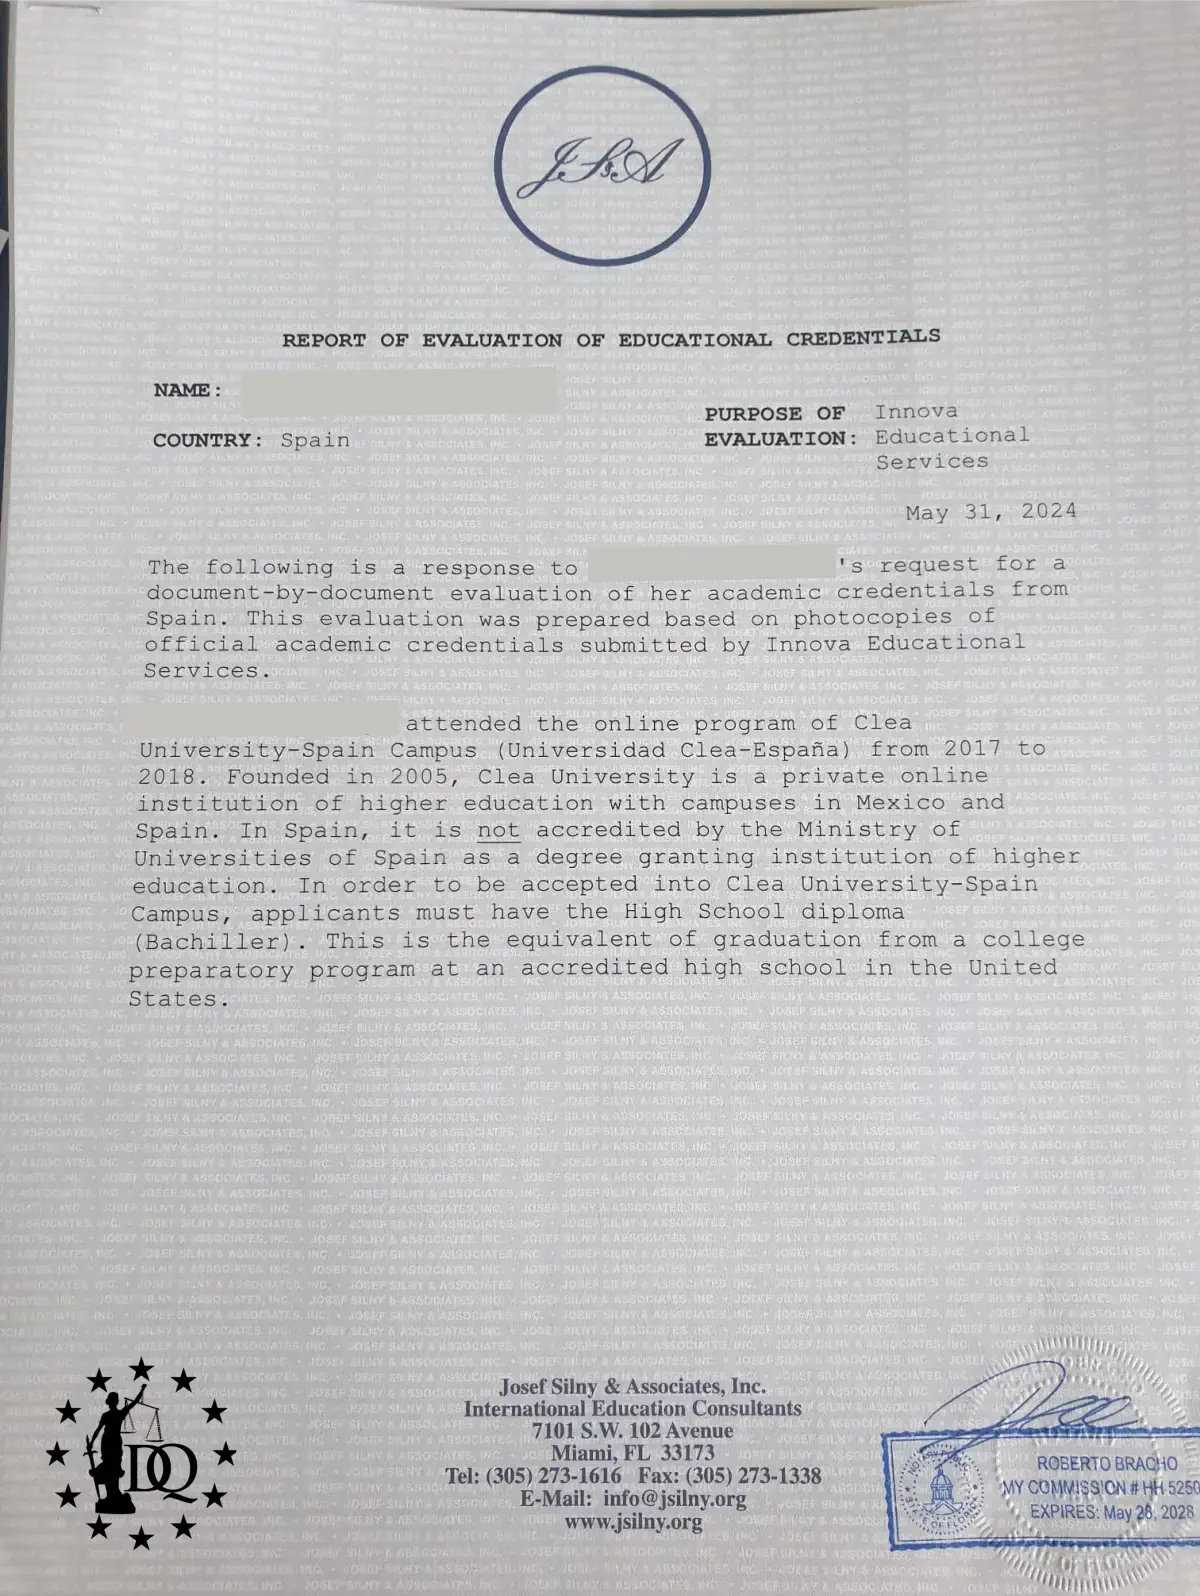 JS&A
REPORT OF EVALUATION OF EDUCATIONAL CREDENTIALS
NAME:
COUNTRY: Spain
PURPOSE OF EVALUATION: Innova Educational Services
May 31, 2024
The following is a response to 's request for a
document-by-document evaluation of her academic credentials from
Spain. This evaluation was prepared based on photocopies of
official academic credentials submitted by Innova Educational
Services.
attended the online program of Clea
University-Spain Campus (Universidad Clea-España) from 2017 to
2018. Founded in 2005, Clea University is a private online
institution of higher education with campuses in Mexico and
Spain. In Spain, it is not accredited by the Ministry of
Universities of Spain as a degree granting institution of higher
education. In order to be accepted into Clea University-Spain
Campus, applicants must have the High School diploma
(Bachiller). This is the equivalent of graduation from a college
preparatory program at an accredited high school in the United
States.
DQ
Josef Silny & Associates, Inc.
International Education Consultants
7101 S.W. 102 Avenue
Miami, FL 33173
Tel: (305) 273-1616 Fax: (305) 273-1338
E-Mail: info@jsilny.org
www.jsilny.org
NOTARY PUBLIC
STATE OF FLORIDA
ROBERTO BRACHO
MY COMMISSION # HH 5250
EXPIRES: May 28, 2028